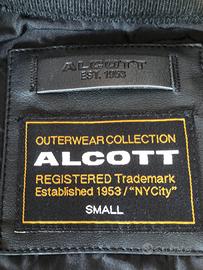 ALCOTT
EST. 1953
OUTERWEAR COLLECTION
ALCOTT
REGISTERED Trademark
Established 1953 / "NYCity"
SMALL